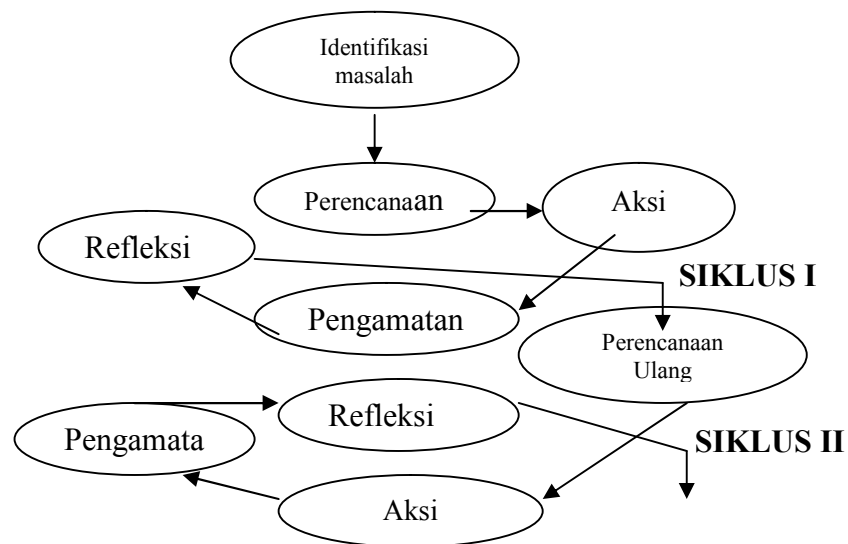 Identifikasi
masalah
Perencanaan
Aksi
Refleksi
SIKLUS I
Pengamatan
Perencanaan
Ulang
Refleksi
Pengamata
SIKLUS II
Aksi